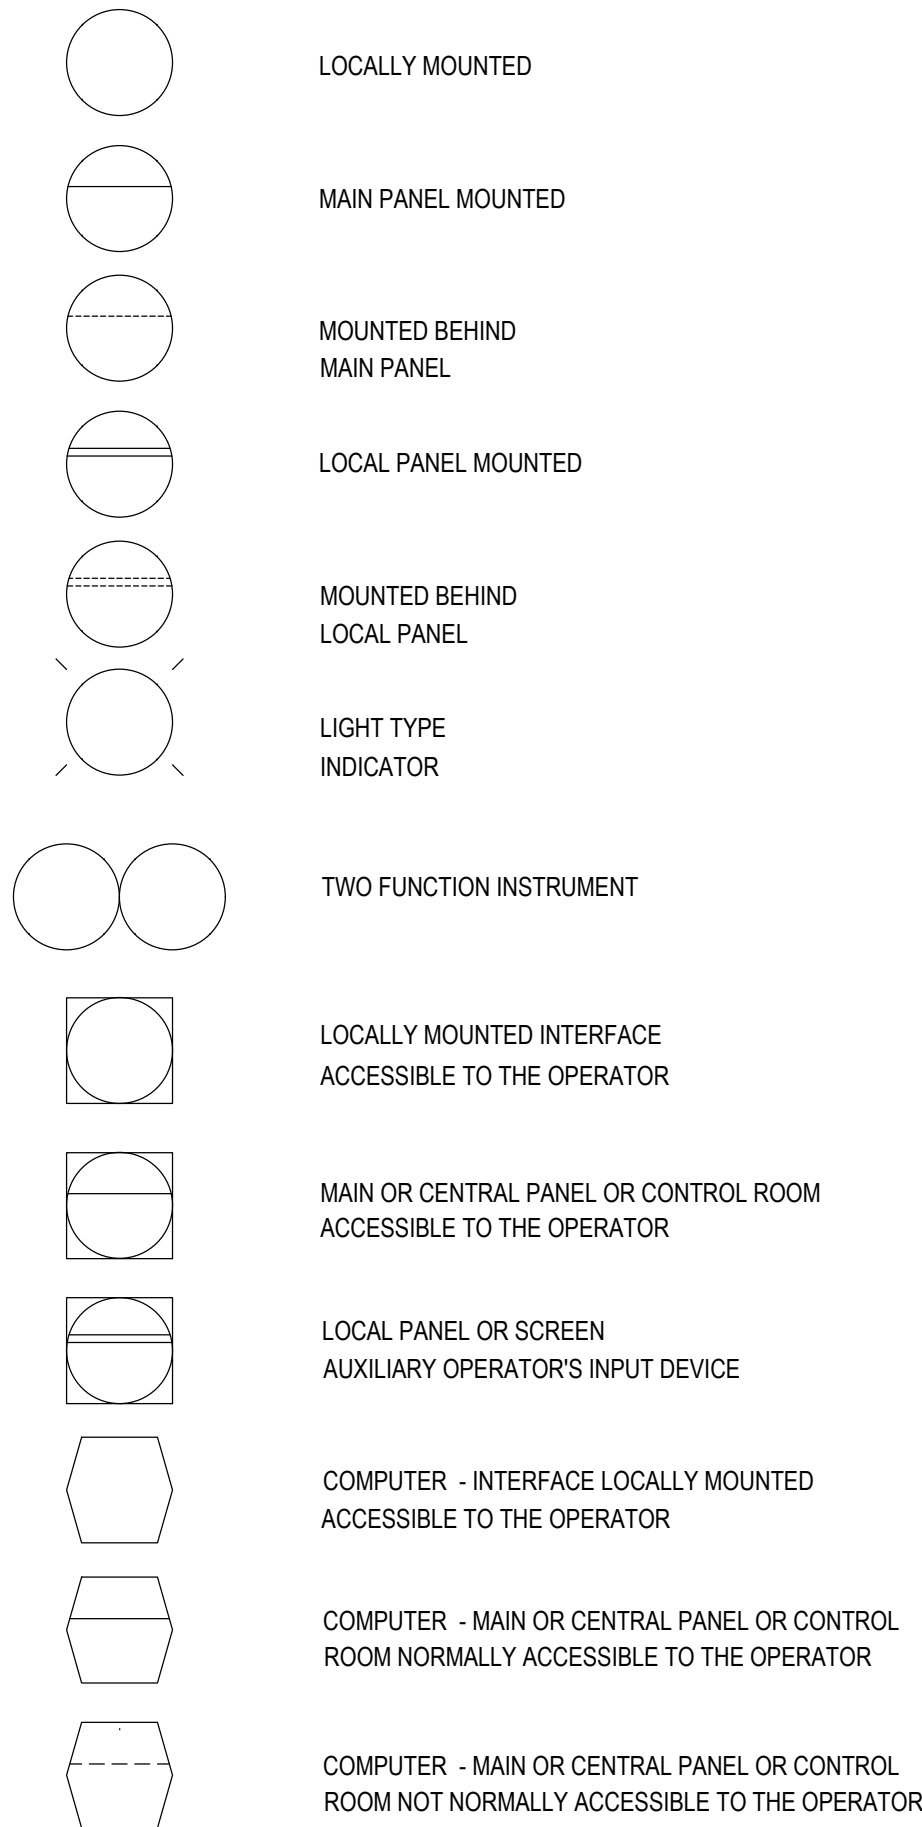 LOCALLY MOUNTED
MAIN PANEL MOUNTED
MOUNTED BEHIND
MAIN PANEL
LOCAL PANEL MOUNTED
MOUNTED BEHIND
LOCAL PANEL
LIGHT TYPE
INDICATOR
TWO FUNCTION INSTRUMENT
LOCALLY MOUNTED INTERFACE
ACCESSIBLE TO THE OPERATOR
MAIN OR CENTRAL PANEL OR CONTROL ROOM
ACCESSIBLE TO THE OPERATOR
LOCAL PANEL OR SCREEN
AUXILIARY OPERATOR'S INPUT DEVICE
COMPUTER - INTERFACE LOCALLY MOUNTED
ACCESSIBLE TO THE OPERATOR
COMPUTER - MAIN OR CENTRAL PANEL OR CONTROL
ROOM NORMALLY ACCESSIBLE TO THE OPERATOR
COMPUTER - MAIN OR CENTRAL PANEL OR CONTROL
ROOM NOT NORMALLY ACCESSIBLE TO THE OPERATOR